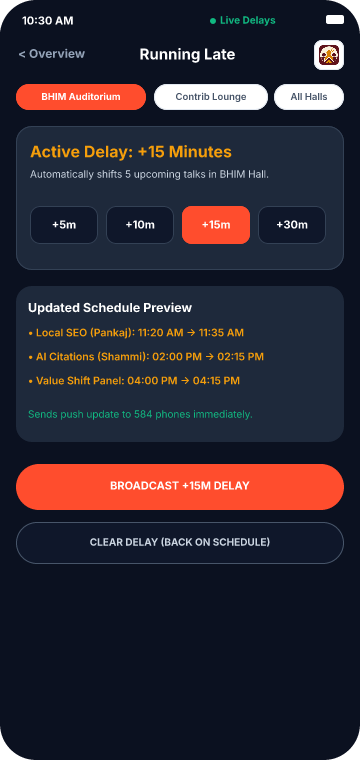 10:30 AM
● Live Delays
< Overview
Running Late
BHIM Auditorium
Contrib Lounge
All Halls
Active Delay: +15 Minutes
Automatically shifts 5 upcoming talks in BHIM Hall.
+5m
+10m
+15m
+30m
Updated Schedule Preview
• Local SEO (Pankaj): 11:20 AM → 11:35 AM
• AI Citations (Shammi): 02:00 PM → 02:15 PM
• Value Shift Panel: 04:00 PM → 04:15 PM
Sends push update to 584 phones immediately.
BROADCAST +15M DELAY
CLEAR DELAY (BACK ON SCHEDULE)